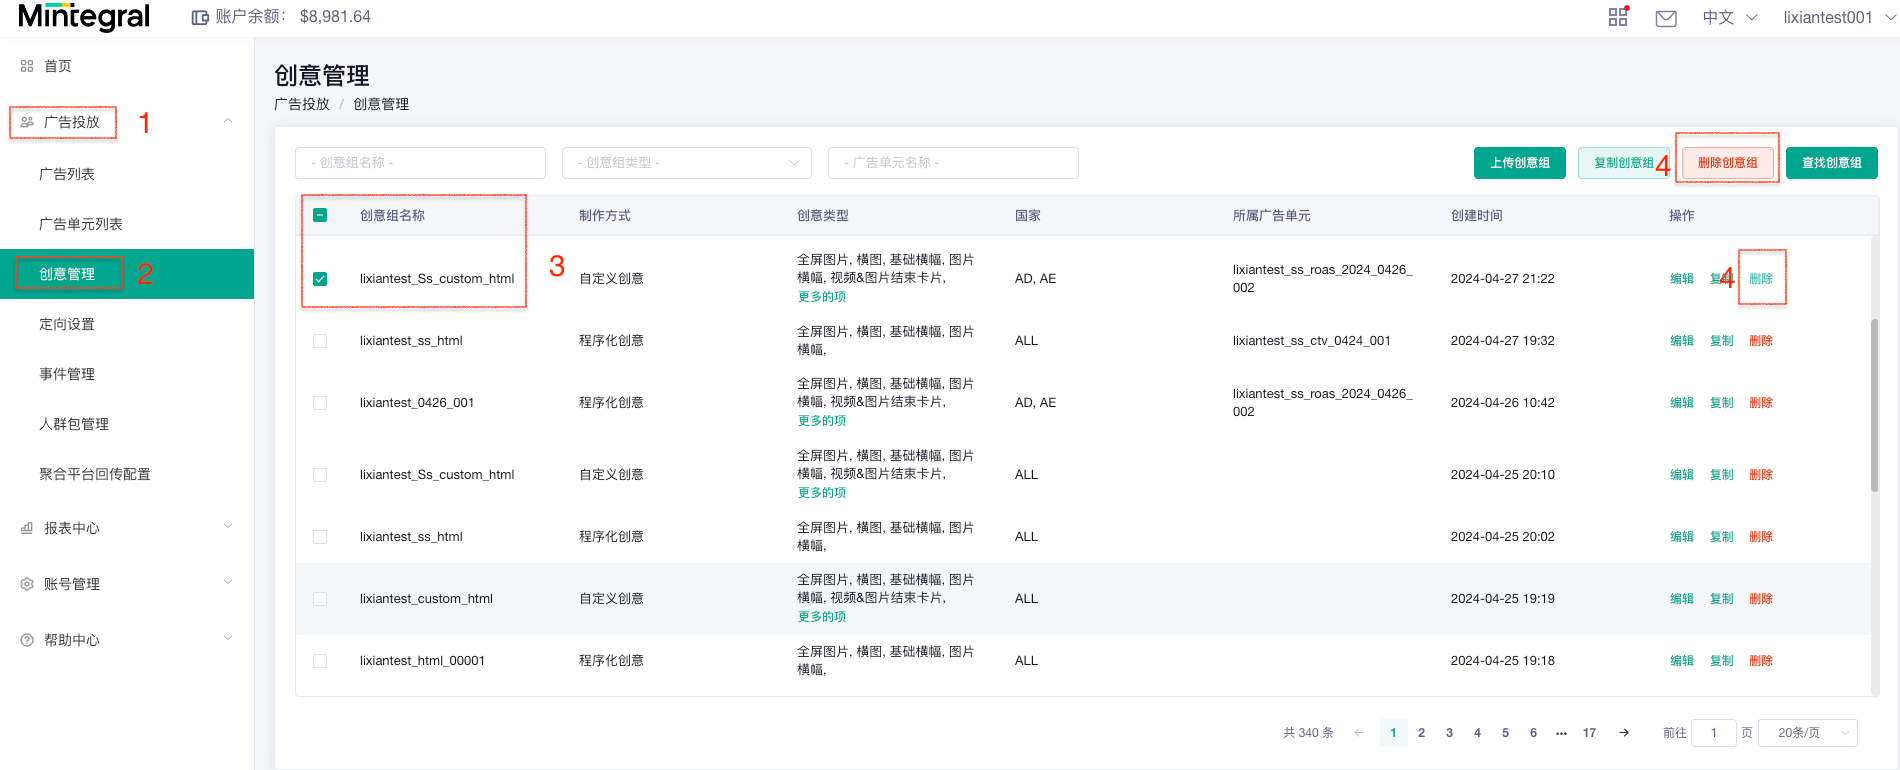 Mintegral
账户余额： $8,981.64
中文
lixiantest001
首页
广告投放
1
广告列表
广告单元列表
创意管理
2
定向设置
事件管理
人群包管理
聚合平台回传配置
报表中心
账号管理
帮助中心
创意管理
广告投放 / 创意管理
- 创意组名称 -
- 创意组类型 -
- 广告单元名称 -
上传创意组
复制创意组
4
删除创意组
查找创意组
创意组名称 制作方式 创意类型 国家 所属广告单元 创建时间 操作
3
lixiantest_Ss_custom_html 自定义创意
全屏图片, 横图, 基础横幅, 图片
横幅, 视频&图片结束卡片,
更多的项
AD, AE
lixiantest_ss_roas_2024_0426_
002
2024-04-27 21:22
编辑 复制 4 删除
lixiantest_ss_html 程序化创意
全屏图片, 横图, 基础横幅, 图片
横幅,
ALL
lixiantest_ss_ctv_0424_001
2024-04-27 19:32
编辑 复制 删除
lixiantest_0426_001 程序化创意
全屏图片, 横图, 基础横幅, 图片
横幅, 视频&图片结束卡片,
更多的项
AD, AE
lixiantest_ss_roas_2024_0426_
002
2024-04-26 10:42
编辑 复制 删除
lixiantest_Ss_custom_html 自定义创意
全屏图片, 横图, 基础横幅, 图片
横幅, 视频&图片结束卡片,
更多的项
ALL
2024-04-25 20:10
编辑 复制 删除
lixiantest_ss_html 程序化创意
全屏图片, 横图, 基础横幅, 图片
横幅,
ALL
2024-04-25 20:02
编辑 复制 删除
lixiantest_custom_html 自定义创意
全屏图片, 横图, 基础横幅, 图片
横幅, 视频&图片结束卡片,
更多的项
ALL
2024-04-25 19:19
编辑 复制 删除
lixiantest_html_00001 程序化创意
全屏图片, 横图, 基础横幅, 图片
横幅,
ALL
2024-04-25 19:18
编辑 复制 删除
共 340 条 ← 1 2 3 4 5 6 ··· 17 → 前往 1 页 20条/页